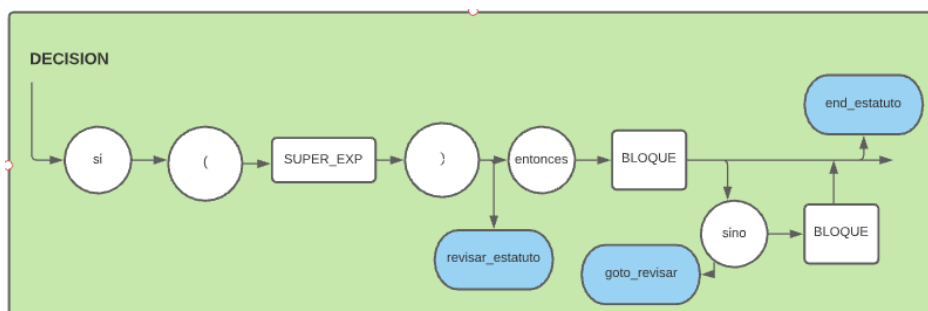 DECISION
end_estatuto
si
(
SUPER_EXP
)
entonces
BLOQUE
sino
BLOQUE
revisar_estatuto
goto_revisar